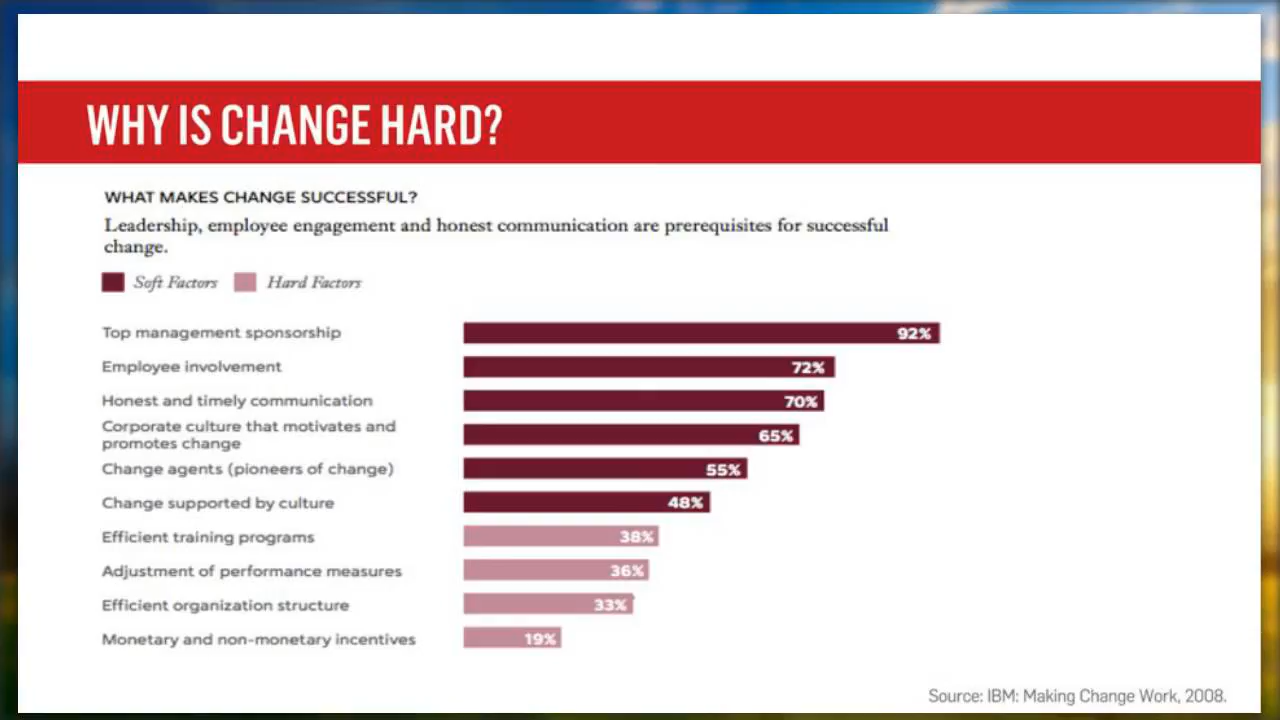 WHY IS CHANGE HARD?
WHAT MAKES CHANGE SUCCESSFUL?
Leadership, employee engagement and honest communication are prerequisites for successful
change.
Soft Factors Hard Factors
Top management sponsorship 92%
Employee involvement 72%
Honest and timely communication 70%
Corporate culture that motivates and
promotes change 65%
Change agents (pioneers of change) 55%
Change supported by culture 48%
Efficient training programs 38%
Adjustment of performance measures 36%
Efficient organization structure 33%
Monetary and non-monetary incentives 19%
Source: IBM: Making Change Work, 2008.